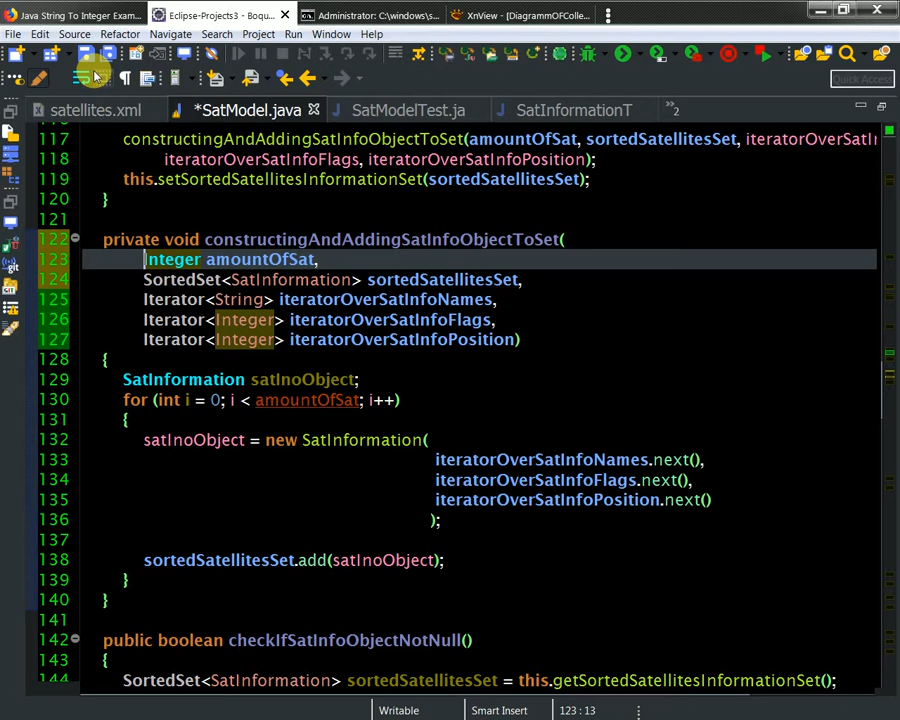 Java String To Integer Exam...
Eclipse-Projects3 - Boqu...
Administrator: C:\windows\s...
XnView - [DiagrammOfColle...
File Edit Source Refactor Navigate Search Project Run Window Help
Quick Access
satellites.xml
*SatModel.java
SatModelTest.ja
SatInformationT
»2
117 constructingAndAddingSatInfoObjectToSet(amountOfSat, sortedSatellitesSet, iteratorOverSatIn
118 iteratorOverSatInfoFlags, iteratorOverSatInfoPosition);
119 this.setSortedSatellitesInformationSet(sortedSatellitesSet);
120 }
121
122 private void constructingAndAddingSatInfoObjectToSet(
123 Integer amountOfSat,
124 SortedSet<SatInformation> sortedSatellitesSet,
125 Iterator<String> iteratorOverSatInfoNames,
126 Iterator<Integer> iteratorOverSatInfoFlags,
127 Iterator<Integer> iteratorOverSatInfoPosition)
128 {
129 SatInformation satInoObject;
130 for (int i = 0; i < amountOfSat; i++)
131 {
132 satInoObject = new SatInformation(
133 iteratorOverSatInfoNames.next(),
134 iteratorOverSatInfoFlags.next(),
135 iteratorOverSatInfoPosition.next()
136 );
137
138 sortedSatellitesSet.add(satInoObject);
139 }
140 }
141
142 public boolean checkIfSatInfoObjectNotNull()
143 {
144 SortedSet<SatInformation> sortedSatellitesSet = this.getSortedSatellitesInformationSet();
Writable
Smart Insert
123 : 13